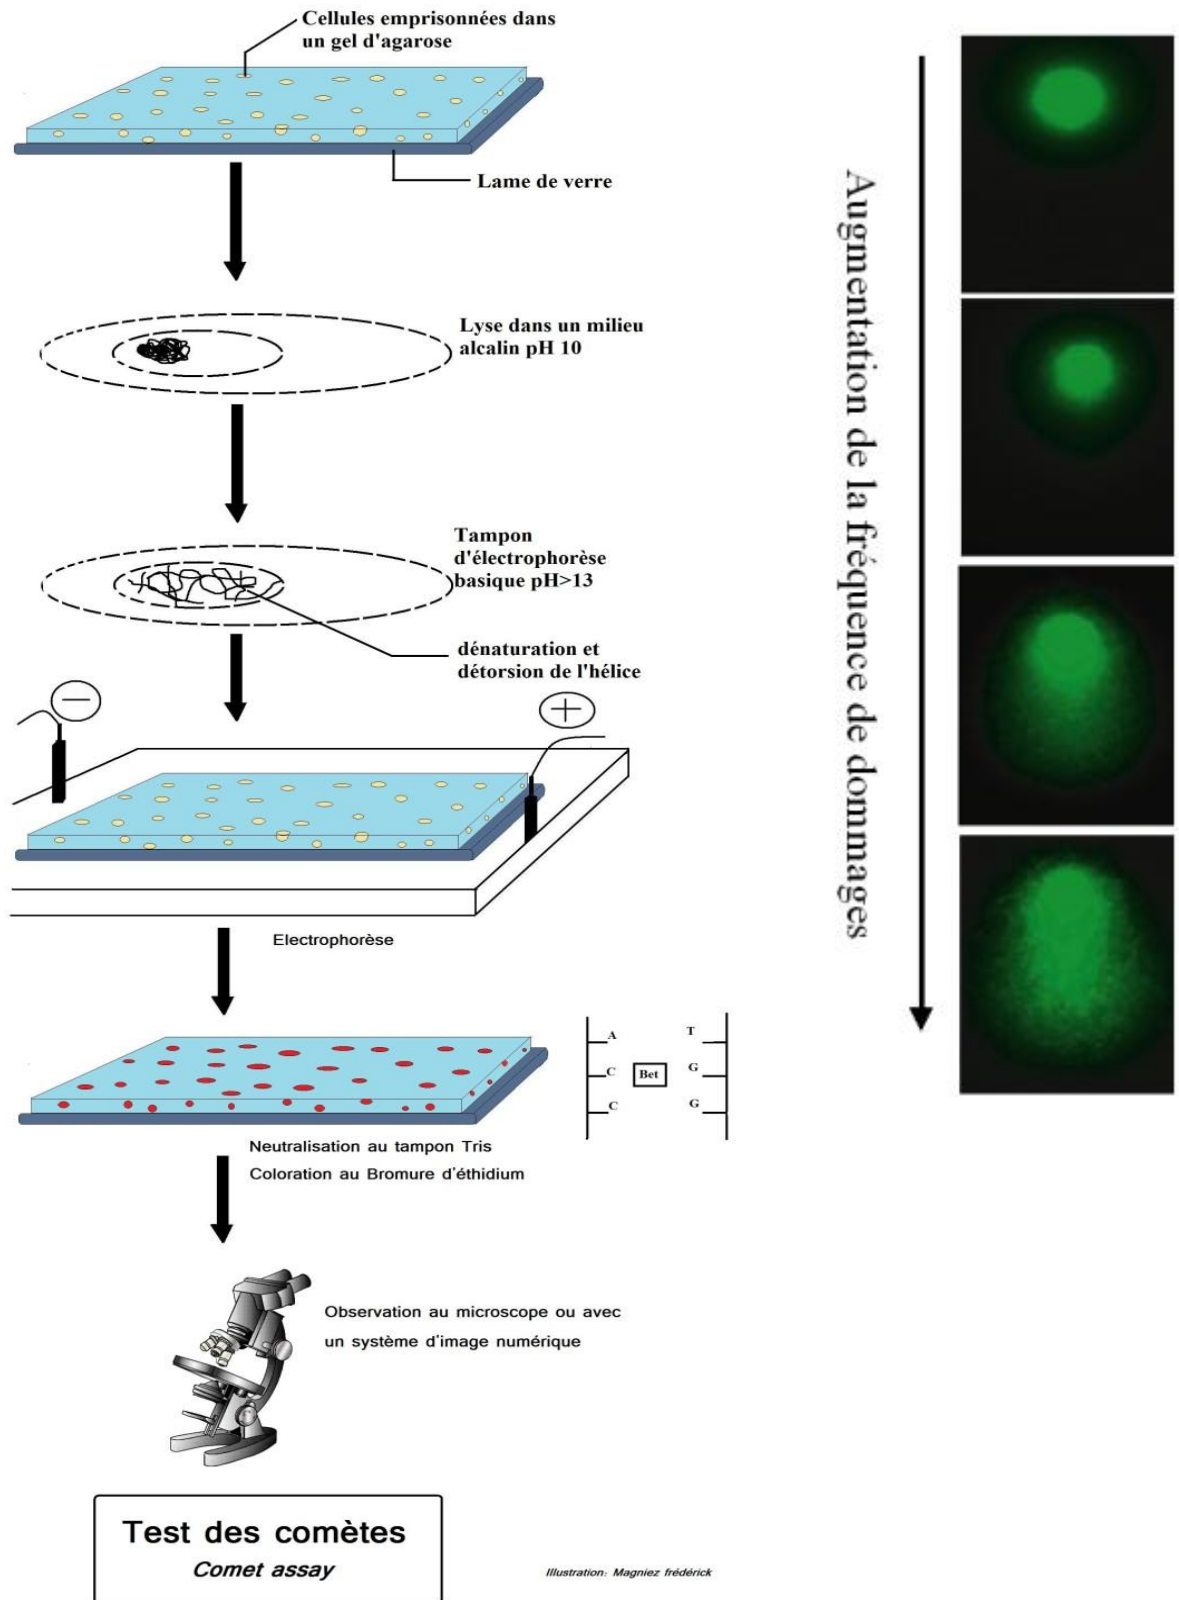 Cellules emprisonnées dans
un gel d'agarose
Lame de verre
Lyse dans un milieu
alcalin pH 10
Tampon
d'électrophorèse
basique pH>13
dénaturation et
détorsion de l'hélice
−
+
Electrophorèse
A
T
C
Bet
G
C
G
Neutralisation au tampon Tris
Coloration au Bromure d'éthidium
Observation au microscope ou avec
un système d'image numérique
Test des comètes
Comet assay
Illustration: Magniez frédérick
Augmentation de la fréquence de dommages